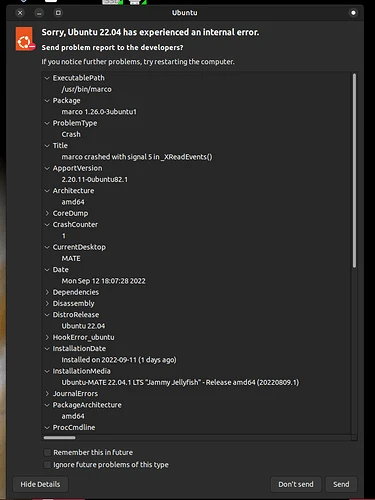 Ubuntu
Sorry, Ubuntu 22.04 has experienced an internal error.
Send problem report to the developers?
If you notice further problems, try restarting the computer.
ExecutablePath
/usr/bin/marco
Package
marco 1.26.0-3ubuntu1
ProblemType
Crash
Title
marco crashed with signal 5 in _XReadEvents()
ApportVersion
2.20.11-0ubuntu82.1
Architecture
amd64
CoreDump
CrashCounter
1
CurrentDesktop
MATE
Date
Mon Sep 12 18:07:28 2022
Dependencies
Disassembly
DistroRelease
Ubuntu 22.04
HookError_ubuntu
InstallationDate
Installed on 2022-09-11 (1 days ago)
InstallationMedia
Ubuntu-MATE 22.04.1 LTS "Jammy Jellyfish" - Release amd64 (20220809.1)
JournalErrors
PackageArchitecture
amd64
ProcCmdline
Remember this in future
Ignore future problems of this type
Hide Details
Don't send
Send